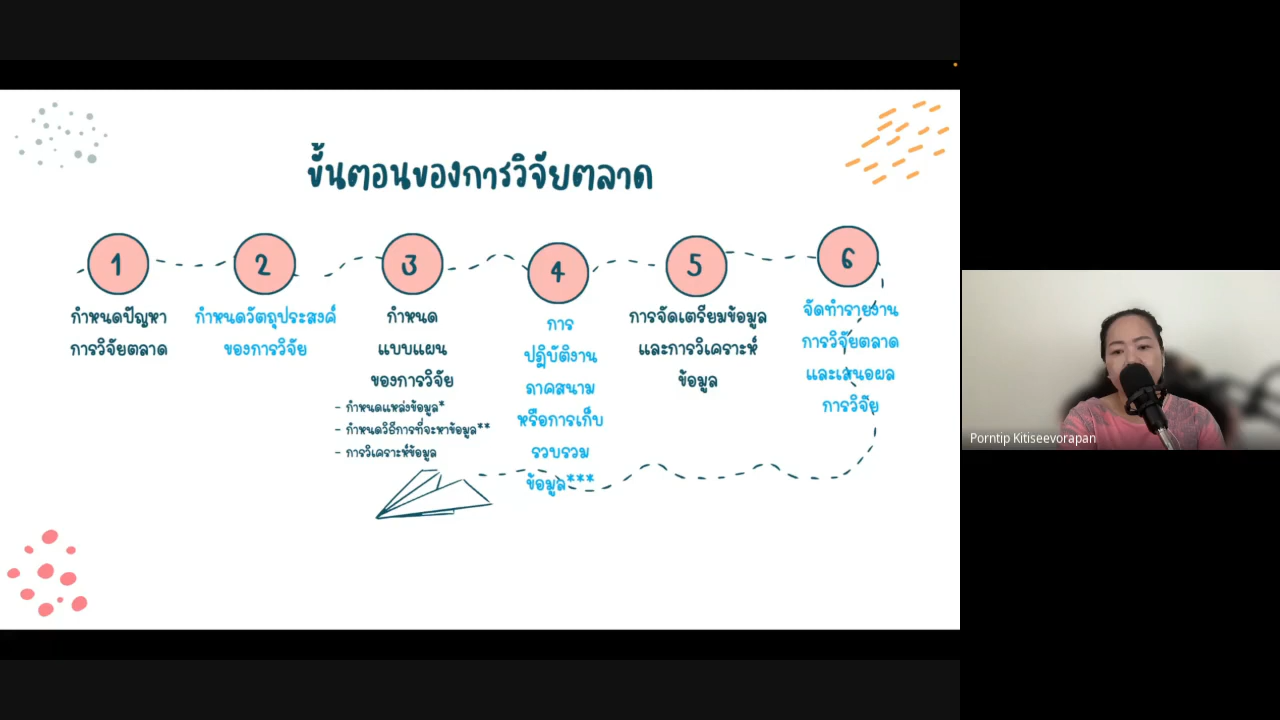 ขั้นตอนของการวิจัยตลาด
1
กำหนดปัญหา
การวิจัยตลาด
2
กำหนดวัตถุประสงค์
ของการวิจัย
3
กำหนด
แบบแผน
ของการวิจัย
- กำหนดแหล่งข้อมูล*
- กำหนดวิธีการที่จะหาข้อมูล**
- การวิเคราะห์ข้อมูล
4
การ
ปฏิบัติงาน
ภาคสนาม
หรือการเก็บ
รวบรวม
ข้อมูล***
5
การจัดเตรียมข้อมูล
และการวิเคราะห์
ข้อมูล
6
จัดทำรายงาน
การวิจัยตลาด
และเสนอผล
การวิจัย
Porntip Kitiseevorapan